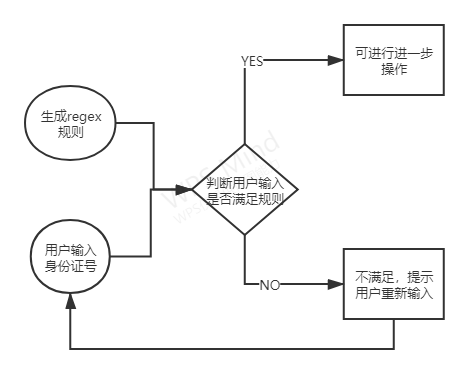 YES
可进行进一步
操作
生成regex
规则
判断用户输入
是否满足规则
用户输入
身份证号
NO
不满足，提示
用户重新输入